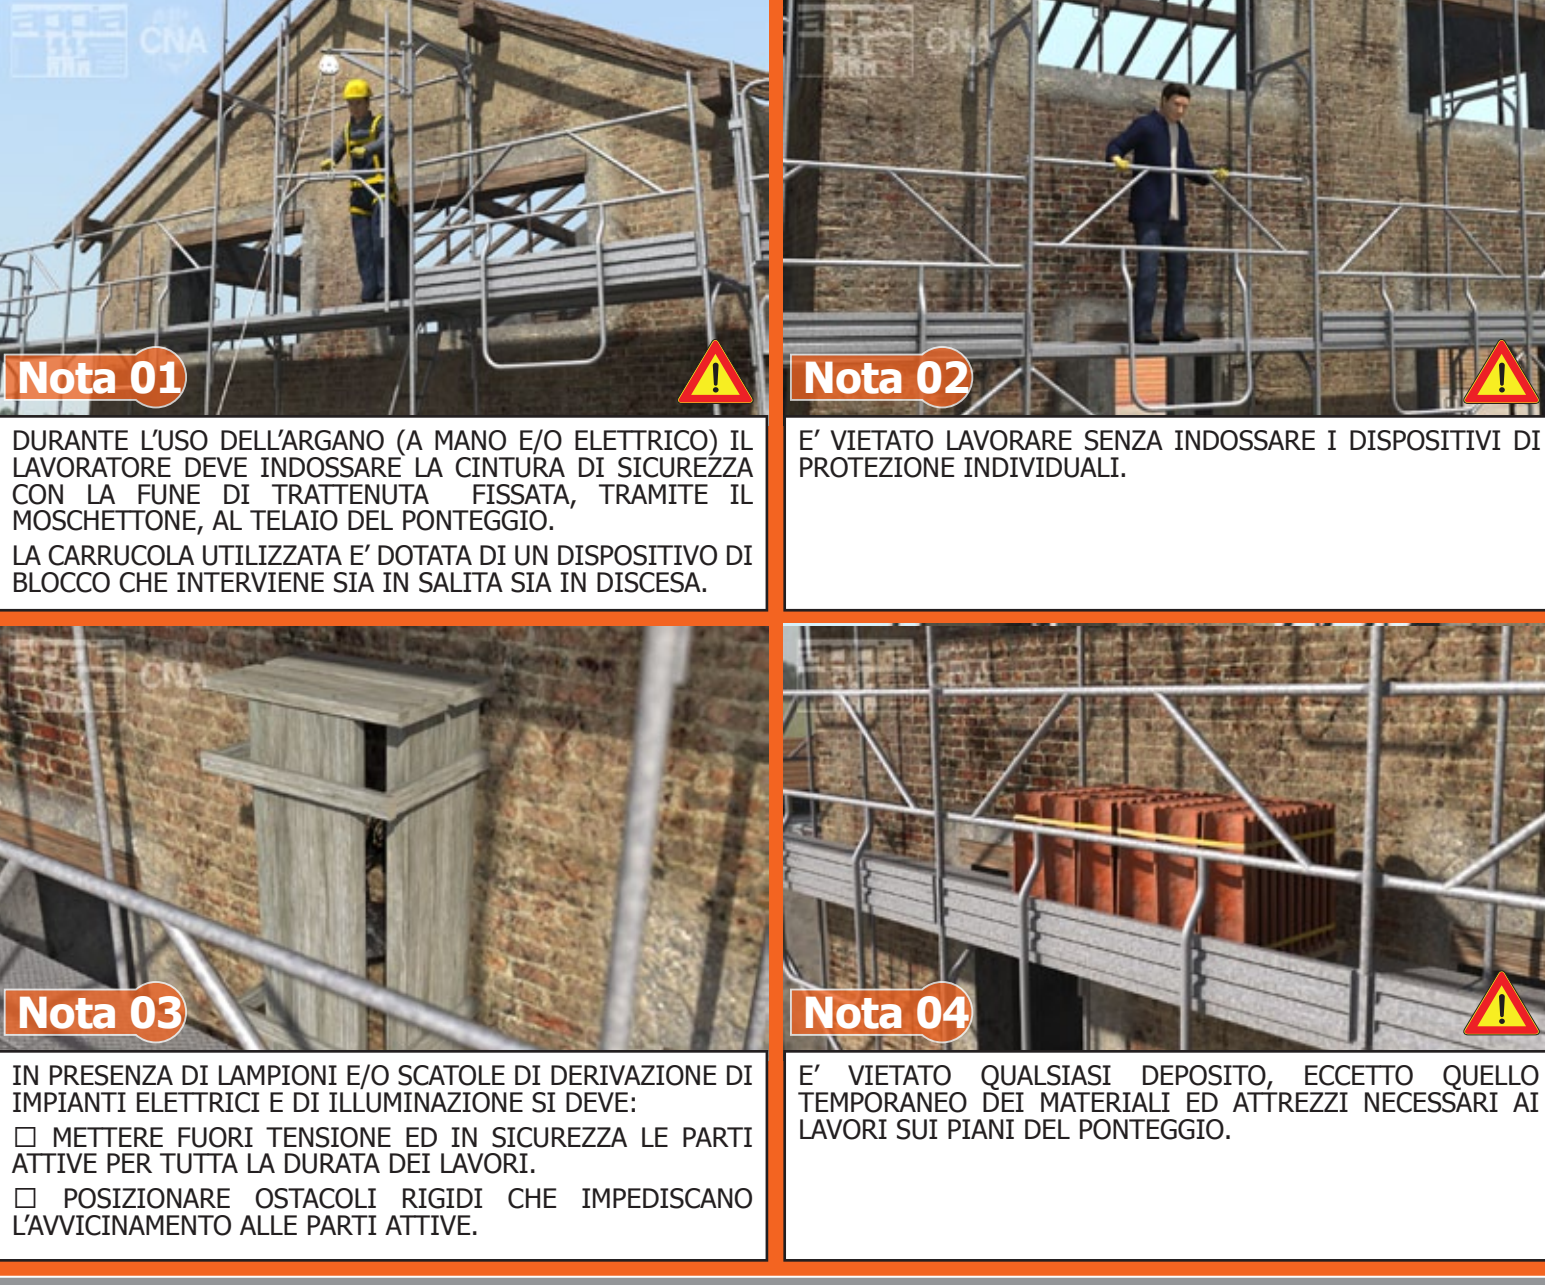 CNA
Nota 01
DURANTE L'USO DELL'ARGANO (A MANO E/O ELETTRICO) IL
LAVORATORE DEVE INDOSSARE LA CINTURA DI SICUREZZA
CON LA FUNE DI TRATTENUTA FISSATA, TRAMITE IL
MOSCHETTONE, AL TELAIO DEL PONTEGGIO.
LA CARRUCOLA UTILIZZATA E' DOTATA DI UN DISPOSITIVO DI
BLOCCO CHE INTERVIENE SIA IN SALITA SIA IN DISCESA.
CNA
Nota 02
E' VIETATO LAVORARE SENZA INDOSSARE I DISPOSITIVI DI
PROTEZIONE INDIVIDUALI.
CNA
Nota 03
IN PRESENZA DI LAMPIONI E/O SCATOLE DI DERIVAZIONE DI
IMPIANTI ELETTRICI E DI ILLUMINAZIONE SI DEVE:
□ METTERE FUORI TENSIONE ED IN SICUREZZA LE PARTI
ATTIVE PER TUTTA LA DURATA DEI LAVORI.
□ POSIZIONARE OSTACOLI RIGIDI CHE IMPEDISCANO
L'AVVICINAMENTO ALLE PARTI ATTIVE.
CNA
Nota 04
E' VIETATO QUALSIASI DEPOSITO, ECCETTO QUELLO
TEMPORANEO DEI MATERIALI ED ATTREZZI NECESSARI AI
LAVORI SUI PIANI DEL PONTEGGIO.